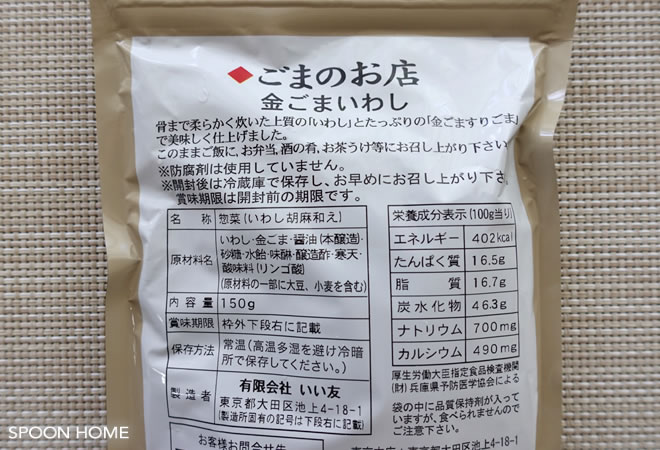 ごまのお店
金ごまいわし
骨まで柔らかく炊いた上質の「いわし」とたっぷりの「金ごますりごま」
で美味しく仕上げました。
このままご飯に、お弁当、酒の肴、お茶うけ等にお召し上がり下さい
※防腐剤は使用していません。
※開封後は冷蔵庫で保存し、お早めにお召し上がり下さ
賞味期限は開封前の期限です。
名 称 惣菜(いわし胡麻和え)
原材料名 いわし・金ごま・醤油(本醸造)・
砂糖・水飴・味醂・醸造酢・寒天・
酸味料(リンゴ酸)
(原材料の一部に大豆、小麦を含む)
内容量 150g
賞味期限 枠外下段右に記載
保存方法 常温(高温多湿を避け冷暗
所で保存してください。)
製造者 有限会社 いい友
東京都大田区池上4-18-1
(製造所固有の記号は下段右に記載)
栄養成分表示(100g当り)
エネルギー 402kcal
たんぱく質 16.5g
脂 質 16.7g
炭水化物 46.3g
ナトリウム 700mg
カルシウム 490mg
厚生労働大臣指定食品検査機関
(財)兵庫県予防医学協会による
袋の中に品質保持剤が入って
いますが、食べられませんので
ご注意下さい。
お客様お問合せ先
SPOON HOME